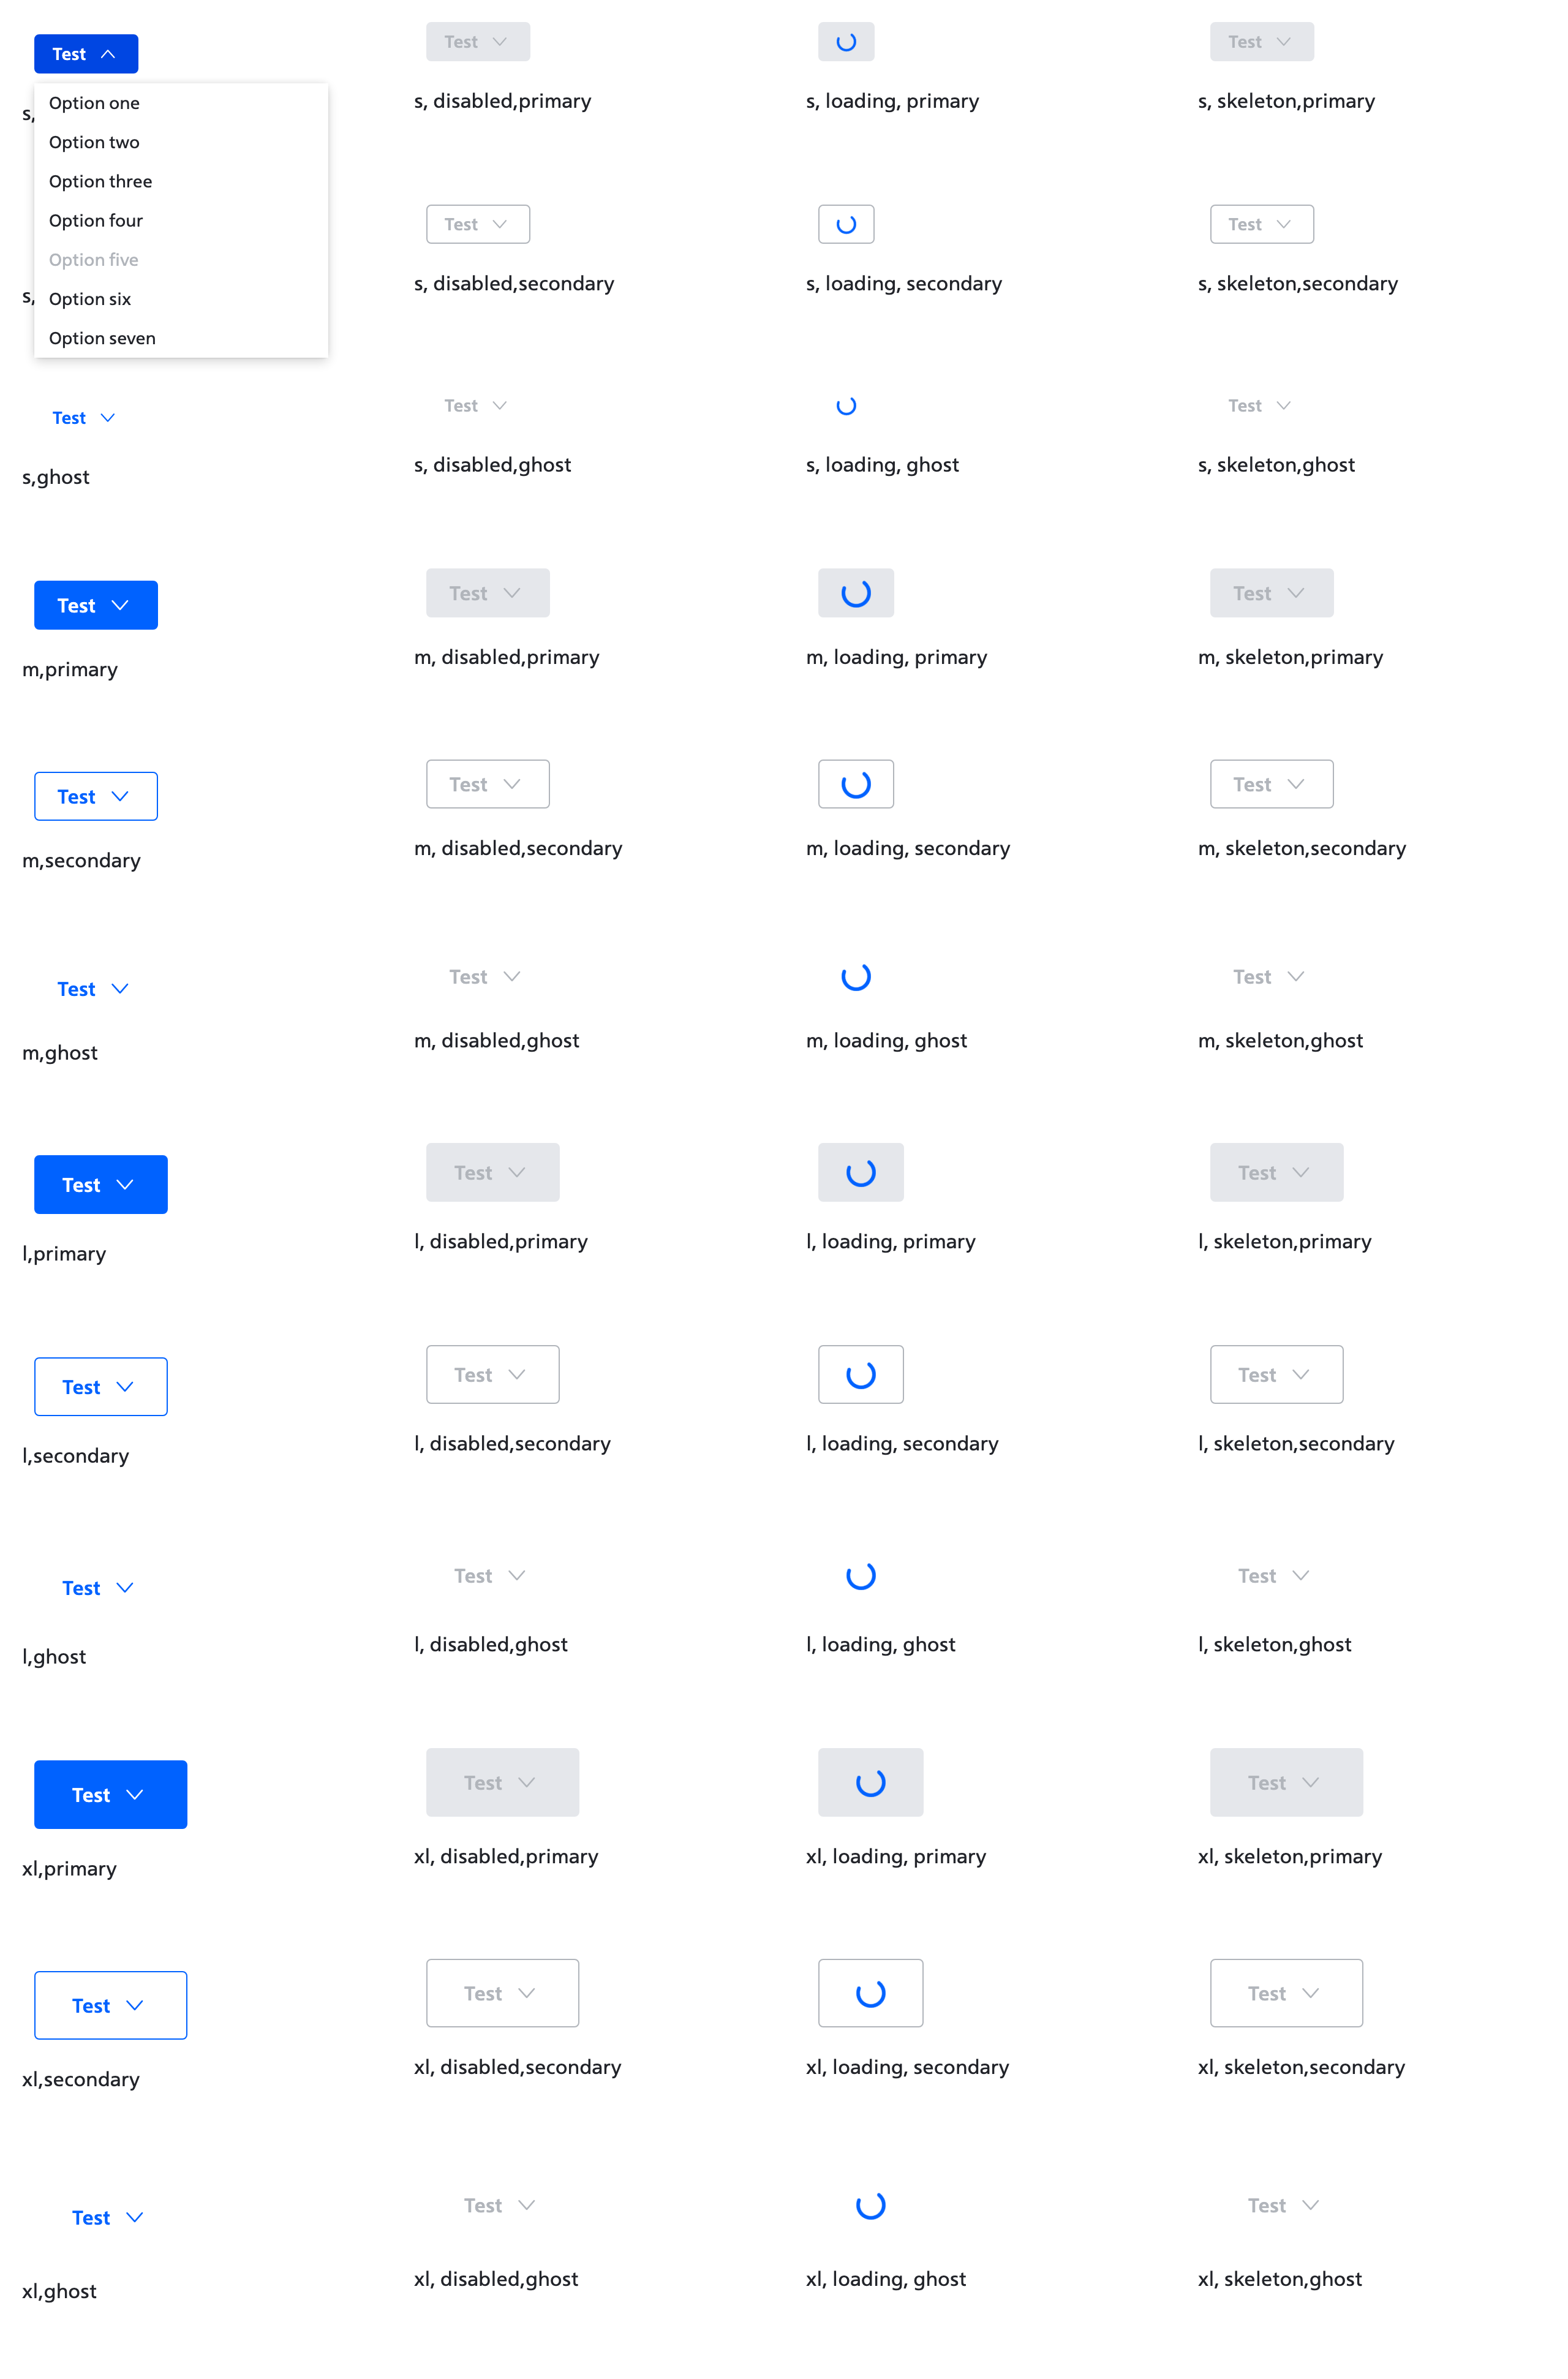 Test
Test
Test
s, disabled,primary
s, loading, primary
s, skeleton,primary
s,
Option one
Option two
Option three
Option four
Option five
Option six
Option seven
Test
Test
s, disabled,secondary
s, loading, secondary
s, skeleton,secondary
s,
Test
Test
Test
s,ghost
s, disabled,ghost
s, loading, ghost
s, skeleton,ghost
Test
Test
Test
m,primary
m, disabled,primary
m, loading, primary
m, skeleton,primary
Test
Test
Test
m,secondary
m, disabled,secondary
m, loading, secondary
m, skeleton,secondary
Test
Test
Test
m,ghost
m, disabled,ghost
m, loading, ghost
m, skeleton,ghost
Test
Test
Test
l,primary
l, disabled,primary
l, loading, primary
l, skeleton,primary
Test
Test
Test
l,secondary
l, disabled,secondary
l, loading, secondary
l, skeleton,secondary
Test
Test
Test
l,ghost
l, disabled,ghost
l, loading, ghost
l, skeleton,ghost
Test
Test
Test
xl,primary
xl, disabled,primary
xl, loading, primary
xl, skeleton,primary
Test
Test
Test
xl,secondary
xl, disabled,secondary
xl, loading, secondary
xl, skeleton,secondary
Test
Test
Test
xl,ghost
xl, disabled,ghost
xl, loading, ghost
xl, skeleton,ghost